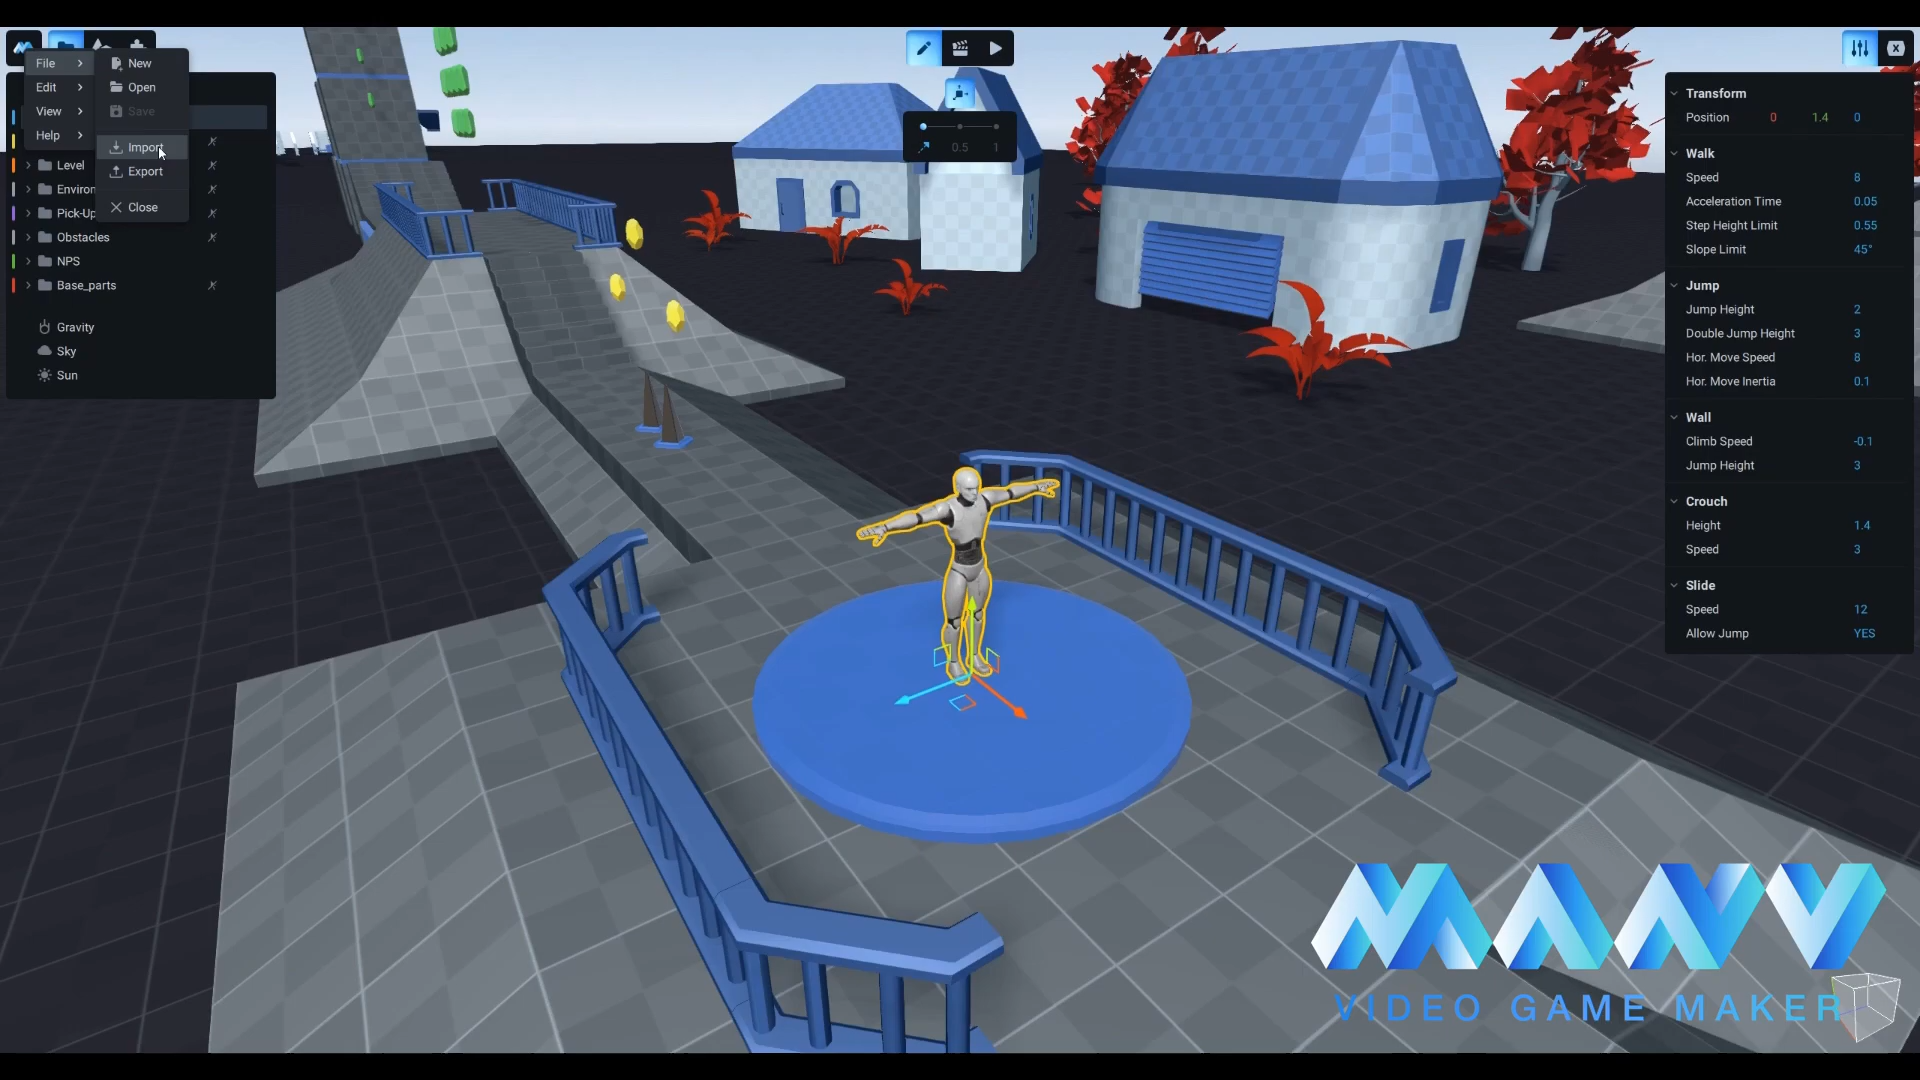 File
Edit
View
Help
New
Open
Save
Import
Export
Close
Level
Environ
Pick-Up
Obstacles
NPS
Base_parts
Gravity
Sky
Sun
0.5 1
x
Transform
Position 0 1.4 0
Walk
Speed 8
Acceleration Time 0.05
Step Height Limit 0.55
Slope Limit 45°
Jump
Jump Height 2
Double Jump Height 3
Hor. Move Speed 8
Hor. Move Inertia 0.1
Wall
Climb Speed -0.1
Jump Height 3
Crouch
Height 1.4
Speed 3
Slide
Speed 12
Allow Jump YES
MANV
VIDEO GAME MAKER